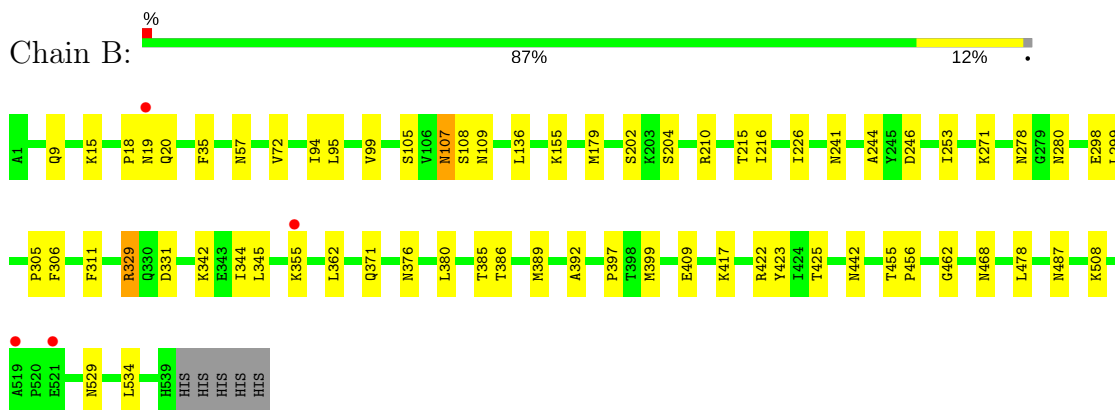 %
Chain B:
87% 12% •
A1 Q9 K15 P18 N19 Q20 F35 N57 V72 I94 L95 V99 S105 V106 N107 S108 N109 L136 K155 M179 S202 K203 S204 R210 T215 I216 I226 N241 A244 Y245 D246 I253 K271 N278 G279 N280 E298 L299
P305 F306 F311 R329 Q330 D331 K342 E343 I344 L345 K355 L362 Q371 N376 L380 T385 T386 M389 A392 P397 T398 M399 E409 K417 R422 Y423 I424 T425 N442 T455 P456 G462 N468 L478 N487 K508
A519 P520 E521 N529 L534 H539 HIS HIS HIS HIS HIS